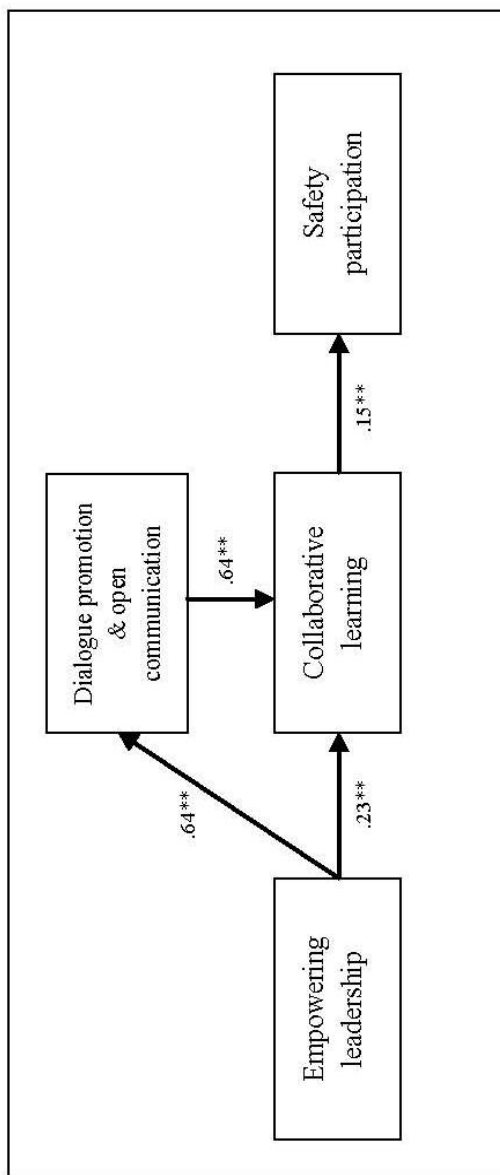 Dialogue promotion
& open
communication
.64**
.64**
Empowering
leadership
.23**
Collaborative
learning
.15**
Safety
participation